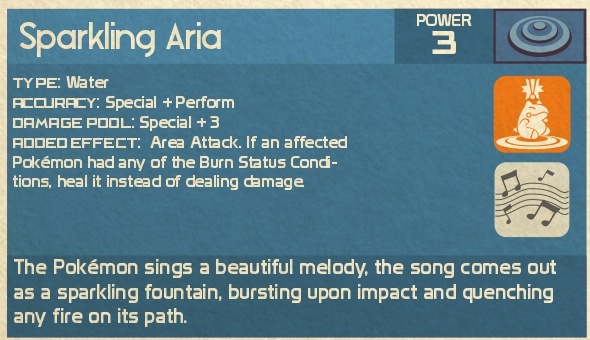 Sparkling Aria
POWER
3
TYPE: Water
ACCURACY: Special + Perform
DAMAGE POOL: Special + 3
ADDED EFFECT: Area Attack. If an affected
Pokémon had any of the Burn Status Condi-
tions, heal it instead of dealing damage.
The Pokémon sings a beautiful melody, the song comes out
as a sparkling fountain, bursting upon impact and quenching
any fire on its path.